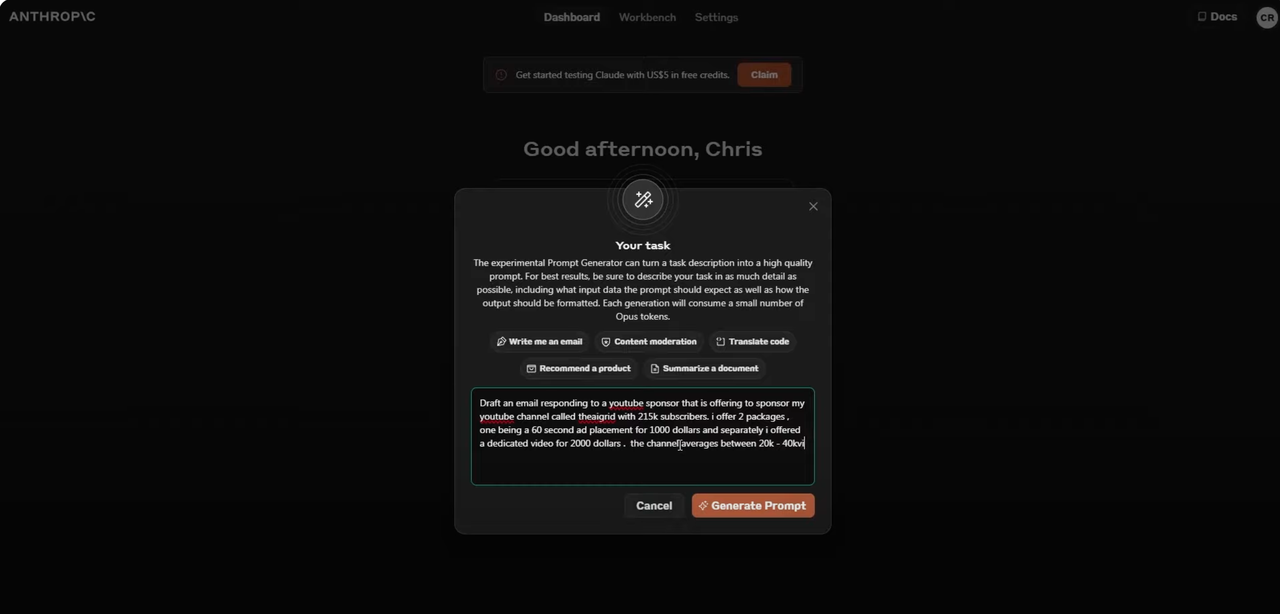 ANTHROP\C
Dashboard Workbench Settings
Docs CR
Get started testing Claude with US$5 in free credits. Claim
Good afternoon, Chris
Your task
The experimental Prompt Generator can turn a task description into a high quality
prompt. For best results, be sure to describe your task in as much detail as
possible, including what input data the prompt should expect as well as how the
output should be formatted. Each generation will consume a small number of
Opus tokens.
Write me an email Content moderation Translate code
Recommend a product Summarize a document
Draft an email responding to a youtube sponsor that is offering to sponsor my
youtube channel called theaigrid with 215k subscribers. i offer 2 packages ,
one being a 60 second ad placement for 1000 dollars and separately i offered
a dedicated video for 2000 dollars . the channel averages between 20k - 40kvi
Cancel Generate Prompt